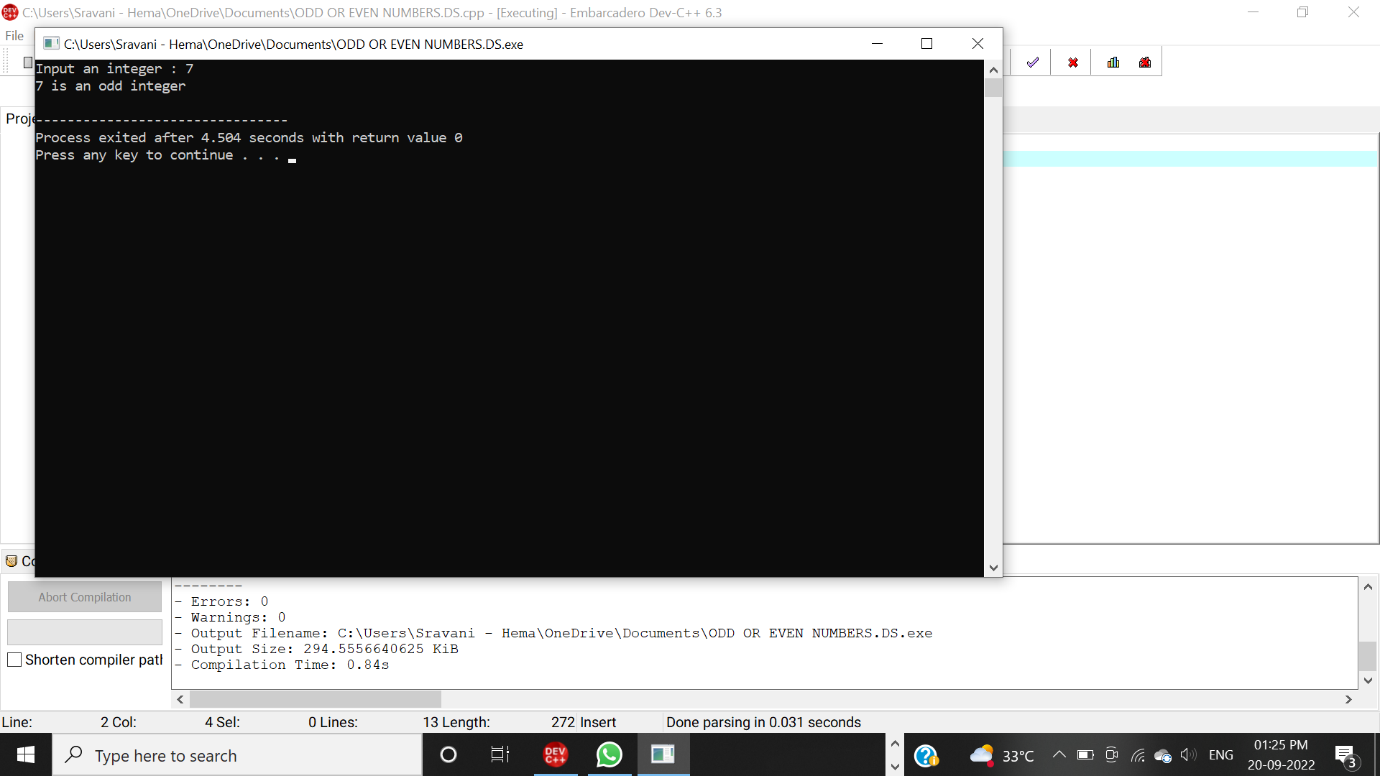 C:\Users\Sravani - Hema\OneDrive\Documents\ODD OR EVEN NUMBERS.DS.cpp - [Executing] - Embarcadero Dev-C++ 6.3
File
C:\Users\Sravani - Hema\OneDrive\Documents\ODD OR EVEN NUMBERS.DS.exe
Input an integer : 7
7 is an odd integer
--------------------------------
Process exited after 4.504 seconds with return value 0
Press any key to continue . . .
Proje
Co
Abort Compilation
Shorten compiler path
--------
- Errors: 0
- Warnings: 0
- Output Filename: C:\Users\Sravani - Hema\OneDrive\Documents\ODD OR EVEN NUMBERS.DS.exe
- Output Size: 294.5556640625 KiB
- Compilation Time: 0.84s
Line: 2 Col: 4 Sel: 0 Lines: 13 Length: 272 Insert Done parsing in 0.031 seconds
Type here to search
DEV C++
33°C
ENG
01:25 PM
20-09-2022
3